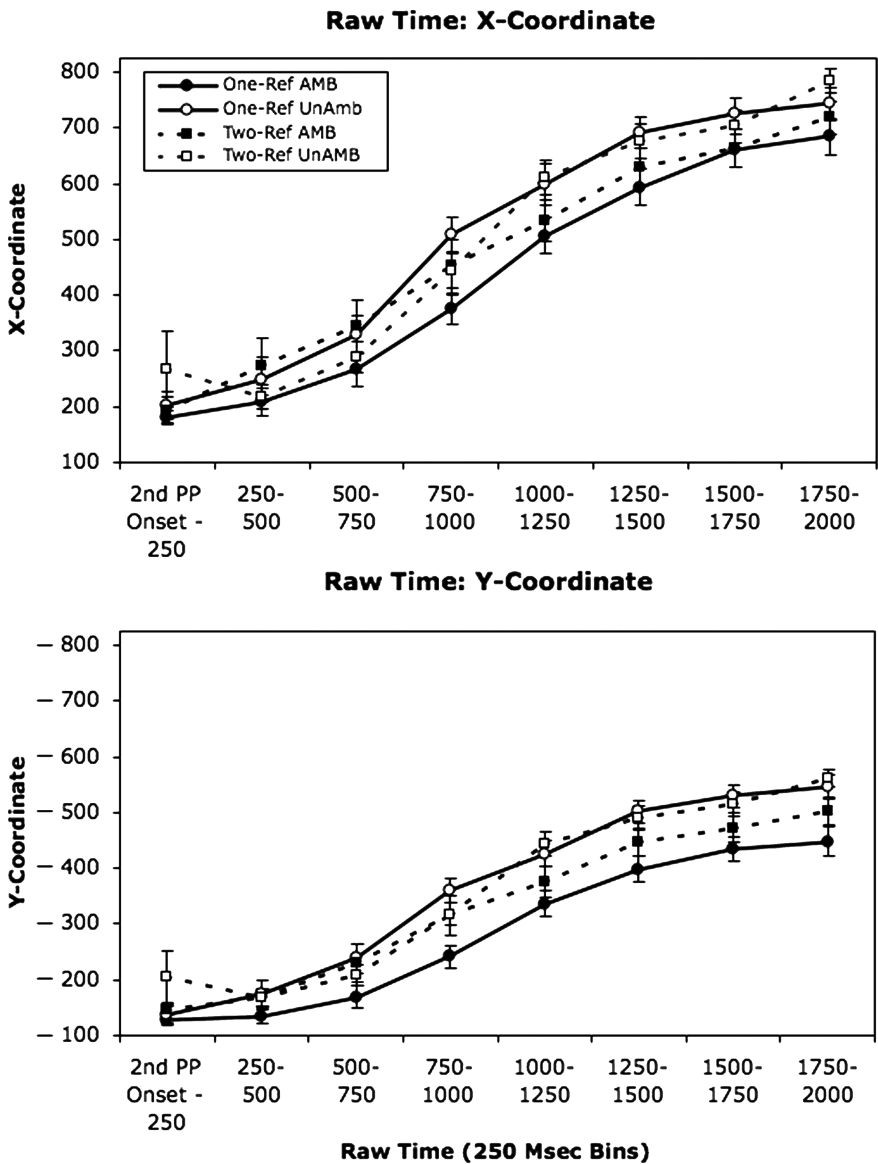 Raw Time: X-Coordinate
X-Coordinate
800
700
600
500
400
300
200
100
One-Ref AMB
One-Ref UnAmb
Two-Ref AMB
Two-Ref UnAMB
2nd PP Onset - 250
250-500
500-750
750-1000
1000-1250
1250-1500
1500-1750
1750-2000
Raw Time: Y-Coordinate
Y-Coordinate
— 800
— 700
— 600
— 500
— 400
— 300
— 200
— 100
2nd PP Onset - 250
250-500
500-750
750-1000
1000-1250
1250-1500
1500-1750
1750-2000
Raw Time (250 Msec Bins)